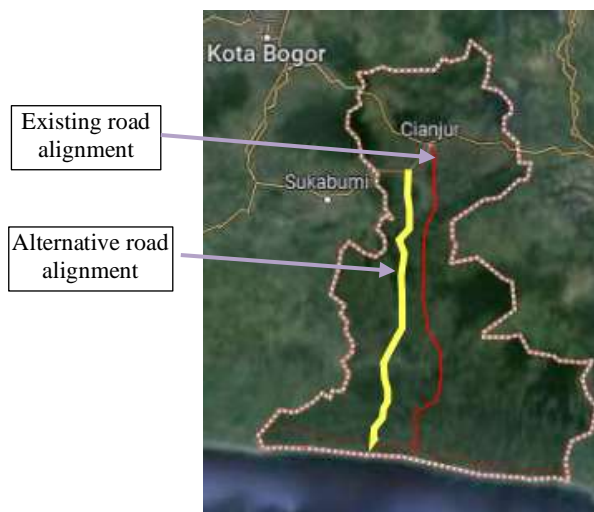 Kota Bogor
Existing road
alignment
Cianjur
Sukabumi
Alternative road
alignment